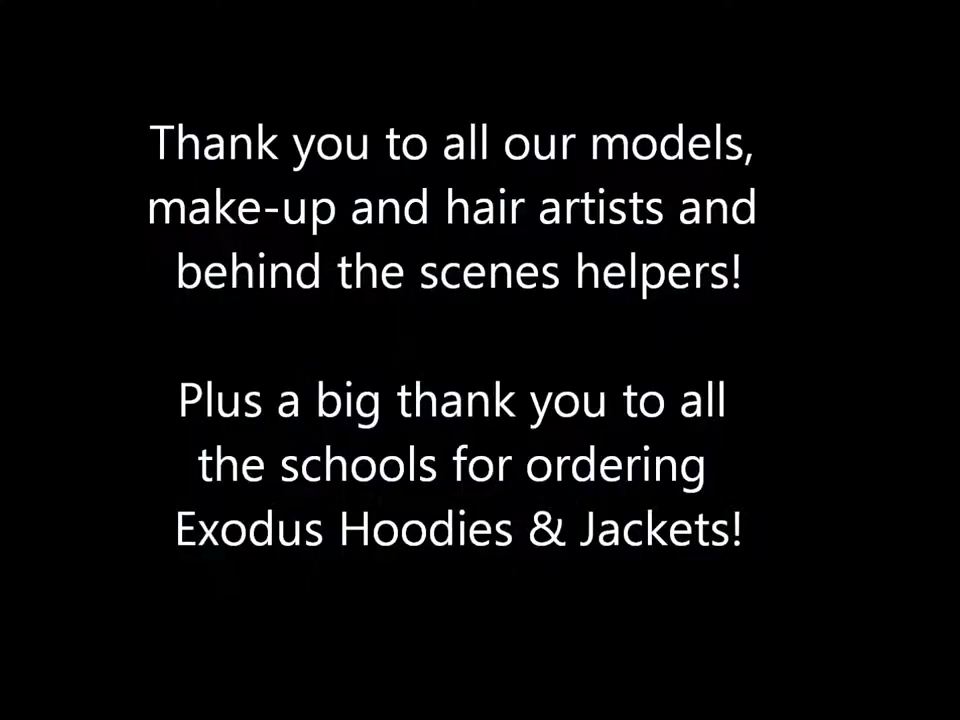 Thank you to all our models,
make-up and hair artists and
behind the scenes helpers!
Plus a big thank you to all
the schools for ordering
Exodus Hoodies & Jackets!